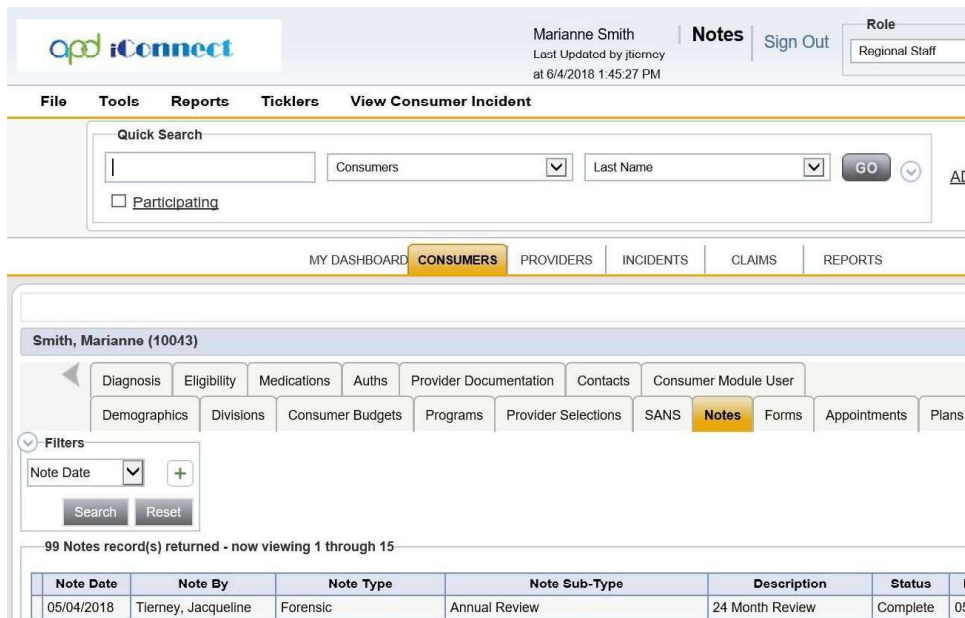 apd iConnect
Marianne Smith
Last Updated by jtierney
at 6/4/2018 1:45:27 PM
Notes
Sign Out
Role
Regional Staff
File Tools Reports Ticklers View Consumer Incident
Quick Search
Consumers Last Name GO
Participating
MY DASHBOARD CONSUMERS PROVIDERS INCIDENTS CLAIMS REPORTS
Smith, Marianne (10043)
Diagnosis Eligibility Medications Auths Provider Documentation Contacts Consumer Module User
Demographics Divisions Consumer Budgets Programs Provider Selections SANS Notes Forms Appointments Plans
Filters
Note Date
Search Reset
99 Notes record(s) returned - now viewing 1 through 15
Note Date Note By Note Type Note Sub-Type Description Status
05/04/2018 Tierney, Jacqueline Forensic Annual Review 24 Month Review Complete